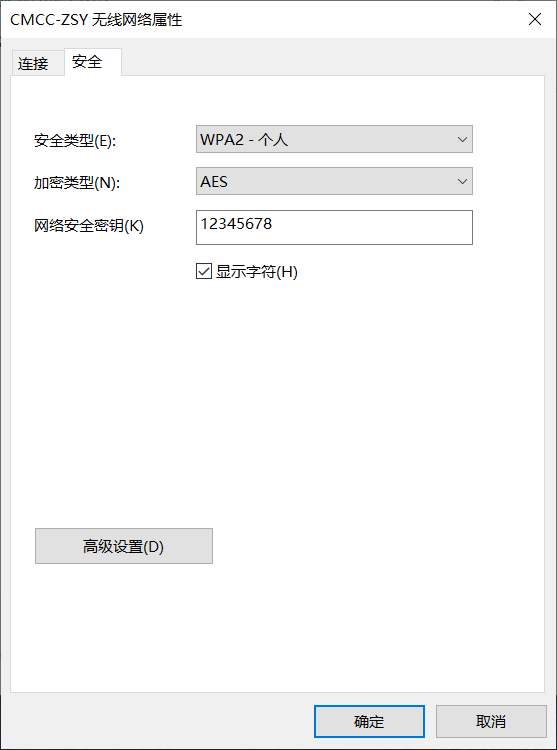 CMCC-ZSY 无线网络属性
连接 安全
安全类型(E): WPA2 - 个人
加密类型(N): AES
网络安全密钥(K) 12345678
显示字符(H)
高级设置(D)
确定 取消